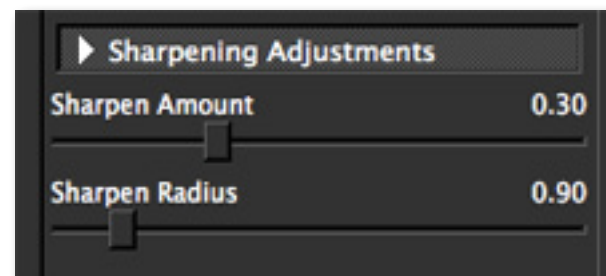 Sharpening Adjustments
Sharpen Amount 0.30
Sharpen Radius 0.90